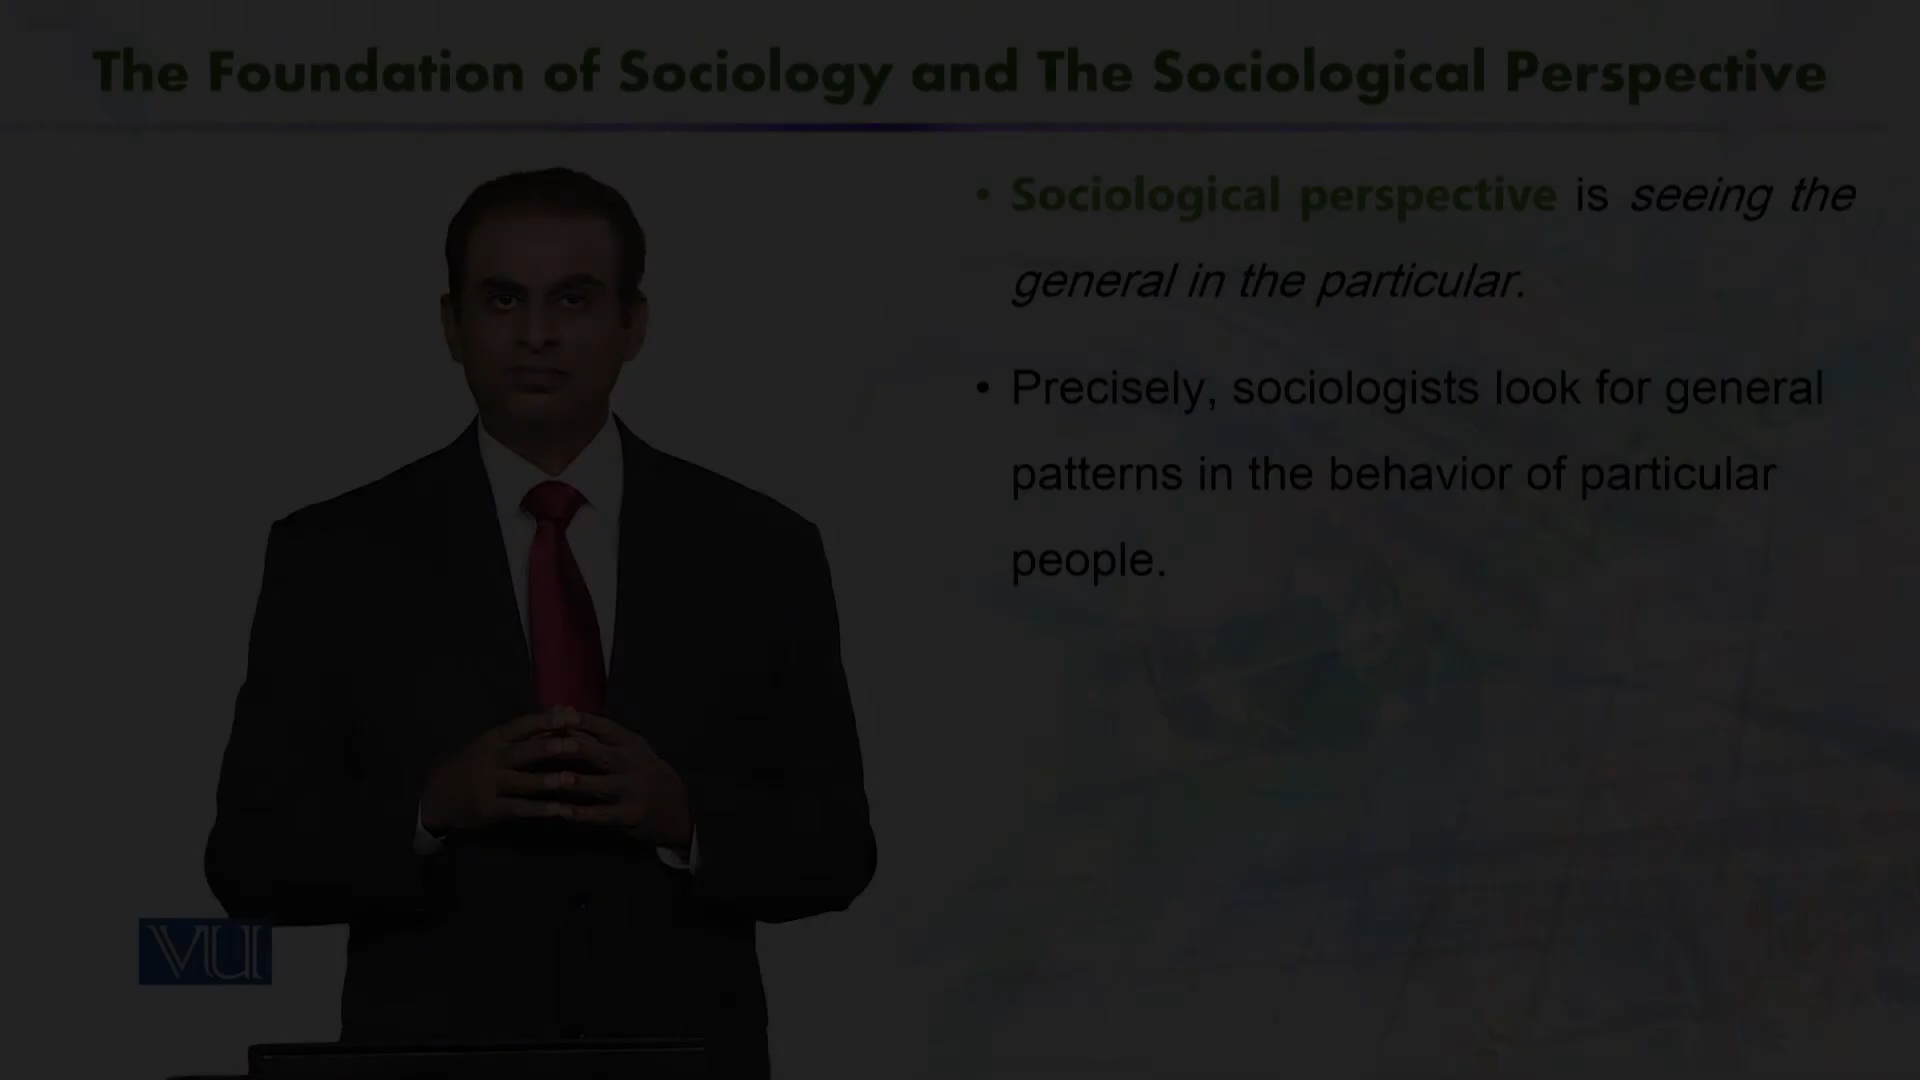 The Foundation of Sociology and The Sociological Perspective
• Sociological perspective is seeing the
general in the particular.
• Precisely, sociologists look for general
patterns in the behavior of particular
people.
VU